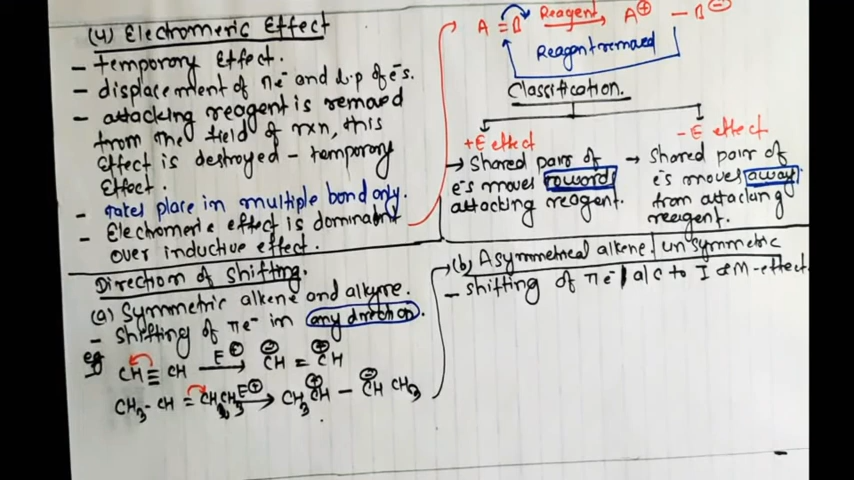 (4) Electromeric Effect
- temporary Effect.
- displacement of πe⁻ and l.p of e⁻s.
- attacking reagent is removed
from the field of rxn, this
effect is destroyed - temporary
Effect.
- takes place in multiple bond only.
- Electromeric effect is dominant
over inductive effect.
A = B Reagent → A⊕ - B⊖
Reagent removed
Classification.
+E effect
→ Shared pair of
e⁻s moves towards
attacking reagent.
-E effect
→ Shared pair of
e⁻s moves away
from attacking
reagent.
Direction of Shifting.
(a) Symmetric alkene and alkyne.
- shifting of πe⁻ in any direction.
eg
CH ≡ CH E⊕ → ⊖CH = ⊕CH
CH₃ - CH = CHCH₃ E⊕ → CH₃ ⊕CH - ⊖CH CH₃
(b) Asymmetrical alkene / unsymmetric
- shifting of πe⁻ a/c to I & M-effect.